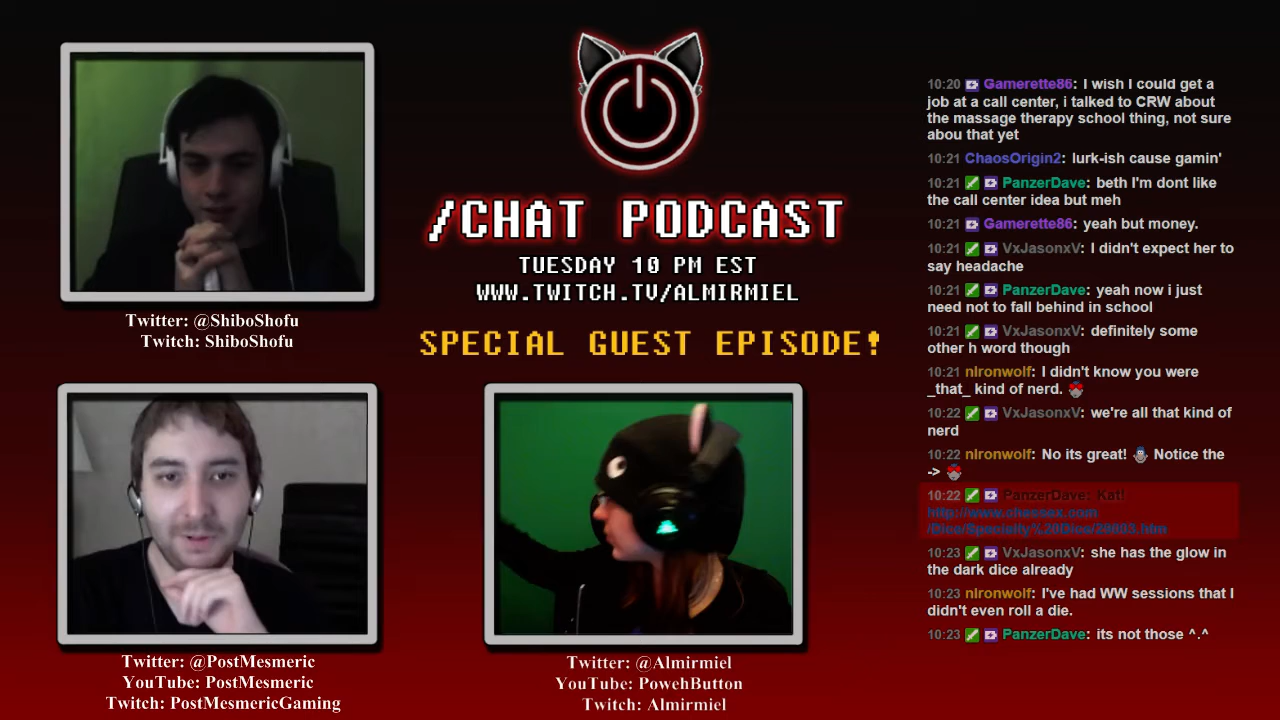 /CHAT PODCAST
TUESDAY 10 PM EST
WWW.TWITCH.TV/ALMIRMIEL
SPECIAL GUEST EPISODE!
Twitter: @ShiboShofu
Twitch: ShiboShofu
Twitter: @PostMesmeric
YouTube: PostMesmeric
Twitch: PostMesmericGaming
Twitter: @Almirmiel
YouTube: PowehButton
Twitch: Almirmiel
10:20 Gamerette86: I wish I could get a
job at a call center, i talked to CRW about
the massage therapy school thing, not sure
abou that yet
10:21 ChaosOrigin2: lurk-ish cause gamin'
10:21 PanzerDave: beth I'm dont like
the call center idea but meh
10:21 Gamerette86: yeah but money.
10:21 VxJasonxV: I didn't expect her to
say headache
10:21 PanzerDave: yeah now i just
need not to fall behind in school
10:21 VxJasonxV: definitely some
other h word though
10:21 nIronwolf: I didn't know you were
_that_ kind of nerd.
10:22 VxJasonxV: we're all that kind of
nerd
10:22 nIronwolf: No its great! Notice the
->
10:22 PanzerDave: Kat!
http://www.chessex.com
10:23 VxJasonxV: she has the glow in
the dark dice already
10:23 nIronwolf: I've had WW sessions that I
didn't even roll a die.
10:23 PanzerDave: its not those ^.^